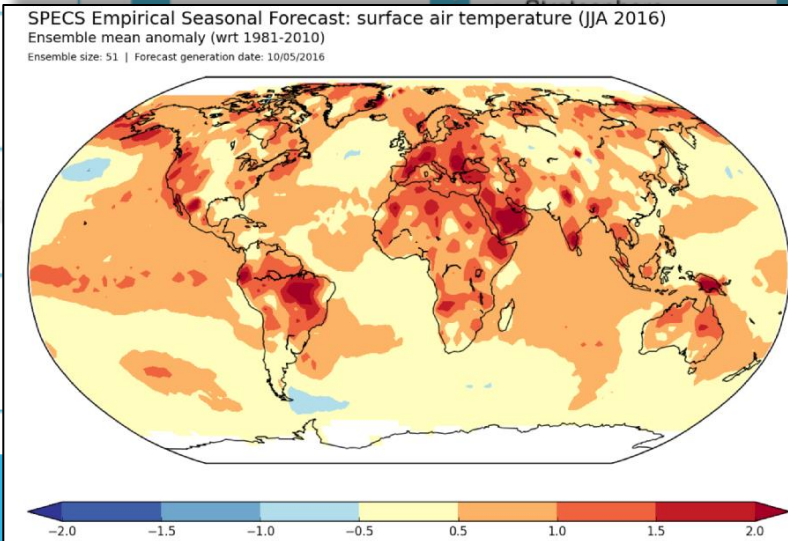 SPECS Empirical Seasonal Forecast: surface air temperature (JJA 2016)
Ensemble mean anomaly (wrt 1981-2010)
Ensemble size: 51 | Forecast generation date: 10/05/2016
−2.0 −1.5 −1.0 −0.5 0.5 1.0 1.5 2.0